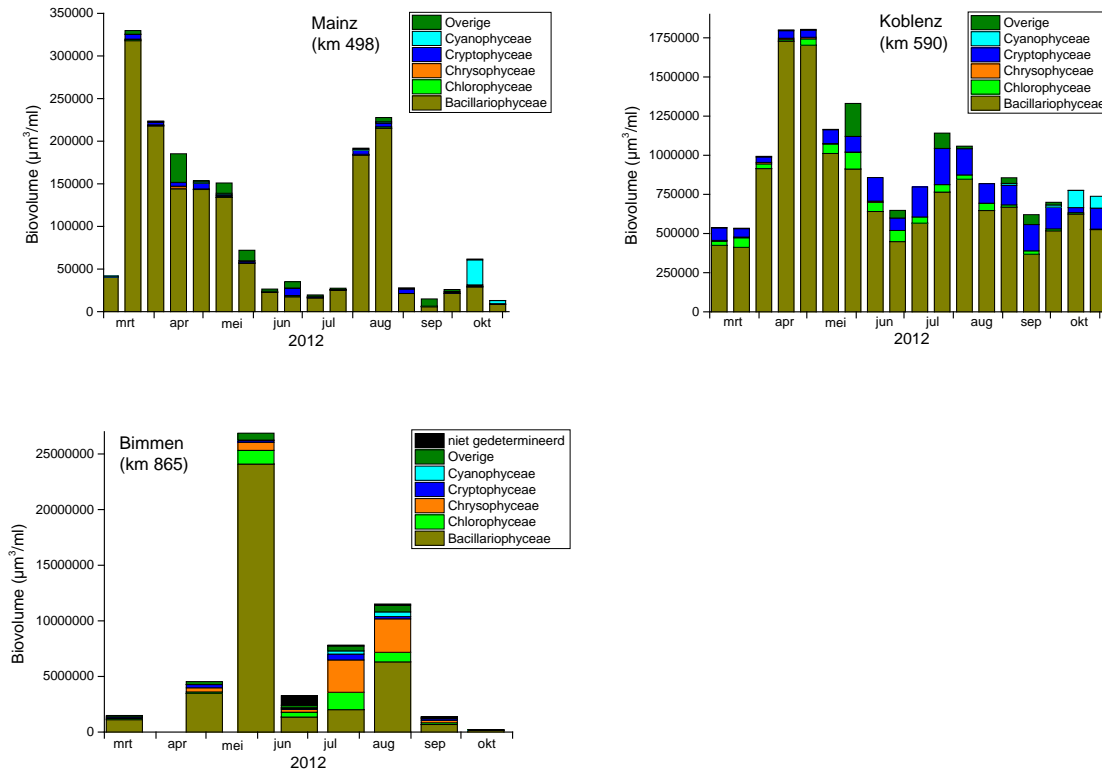 Mainz
(km 498)
Overige
Cyanophyceae
Cryptophyceae
Chrysophyceae
Chlorophyceae
Bacillariophyceae
Biovolume (µm³/ml)
350000
300000
250000
200000
150000
100000
50000
0
mrt apr mei jun jul aug sep okt
2012
Koblenz
(km 590)
Overige
Cyanophyceae
Cryptophyceae
Chrysophyceae
Chlorophyceae
Bacillariophyceae
Biovolume (µm³/ml)
1750000
1500000
1250000
1000000
750000
500000
250000
0
mrt apr mei jun jul aug sep okt
2012
Bimmen
(km 865)
niet gedetermineerd
Overige
Cyanophyceae
Cryptophyceae
Chrysophyceae
Chlorophyceae
Bacillariophyceae
Biovolume (µm³/ml)
25000000
20000000
15000000
10000000
5000000
0
mrt apr mei jun jul aug sep okt
2012